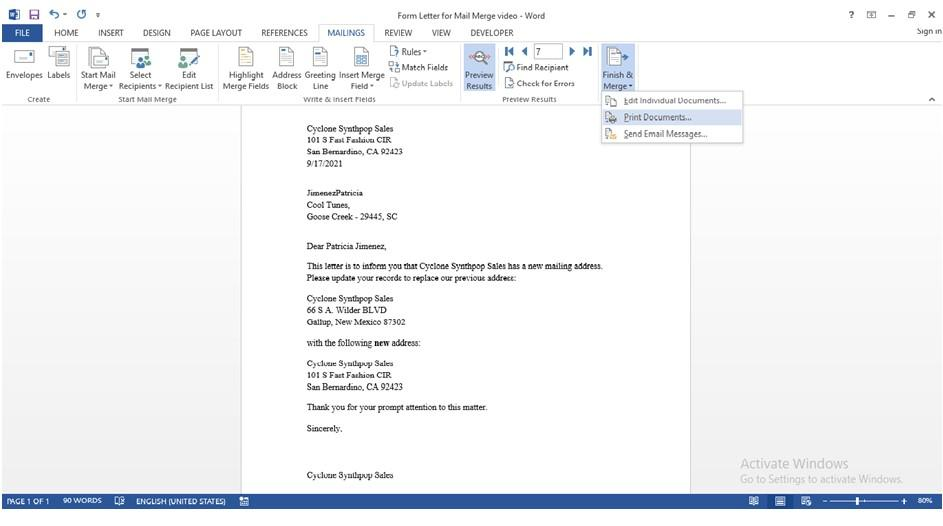 Form Letter for Mail Merge video - Word
?
Sign in
FILE HOME INSERT DESIGN PAGE LAYOUT REFERENCES MAILINGS REVIEW VIEW DEVELOPER
Envelopes Labels
Create
Start Mail Merge Select Recipients Edit Recipient List
Start Mail Merge
Highlight Merge Fields Address Block Greeting Line Insert Merge Field
Rules
Match Fields
Update Labels
Write & Insert Fields
ABC
Preview Results
7
Find Recipient
Check for Errors
Preview Results
Finish & Merge
Edit Individual Documents...
Print Documents...
Send Email Messages...
Cyclone Synthpop Sales
101 S Fast Fashion CIR
San Bernardino, CA 92423
9/17/2021
JimenezPatricia
Cool Tunes,
Goose Creek - 29445, SC
Dear Patricia Jimenez,
This letter is to inform you that Cyclone Synthpop Sales has a new mailing address.
Please update your records to replace our previous address:
Cyclone Synthpop Sales
66 S A. Wilder BLVD
Gallup, New Mexico 87302
with the following new address:
Cyclone Synthpop Sales
101 S Fast Fashion CIR
San Bernardino, CA 92423
Thank you for your prompt attention to this matter.
Sincerely,
Cyclone Synthpop Sales
Activate Windows
Go to Settings to activate Windows.
PAGE 1 OF 1 90 WORDS ENGLISH (UNITED STATES) 80%